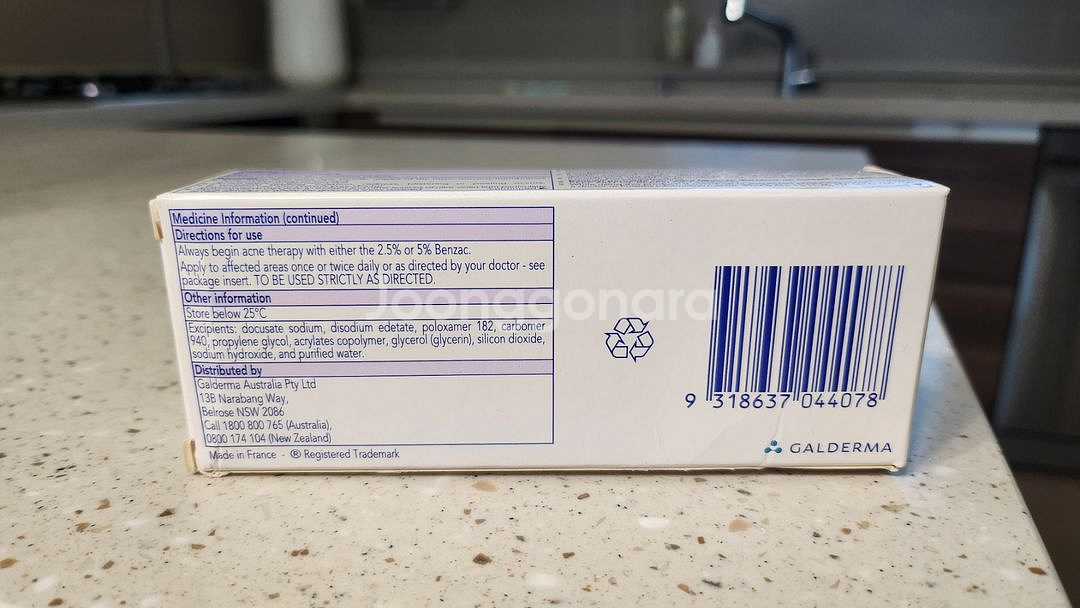 Medicine Information (continued)
Directions for use
Always begin acne therapy with either the 2.5% or 5% Benzac.
Apply to affected areas once or twice daily or as directed by your doctor - see
package insert. TO BE USED STRICTLY AS DIRECTED.
Other information
Store below 25°C
Excipients: docusate sodium, disodium edetate, poloxamer 182, carbomer
940, propylene glycol, acrylates copolymer, glycerol (glycerin), silicon dioxide,
sodium hydroxide, and purified water.
Distributed by
Galderma Australia Pty Ltd
13B Narabang Way,
Belrose NSW 2086
Call 1800 800 765 (Australia),
0800 174 104 (New Zealand)
Made in France - ® Registered Trademark
Joonggonara
9 318637 044078
GALDERMA